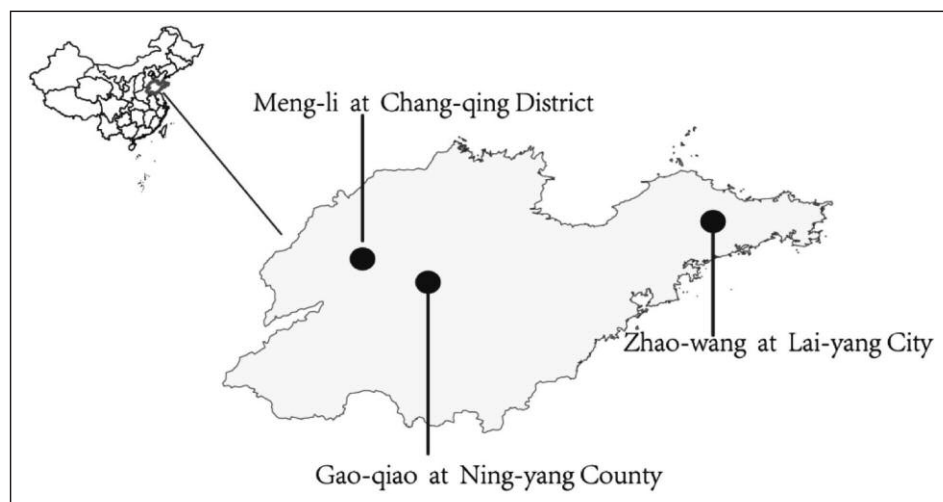 Meng-li at Chang-qing District
Zhao-wang at Lai-yang City
Gao-qiao at Ning-yang County